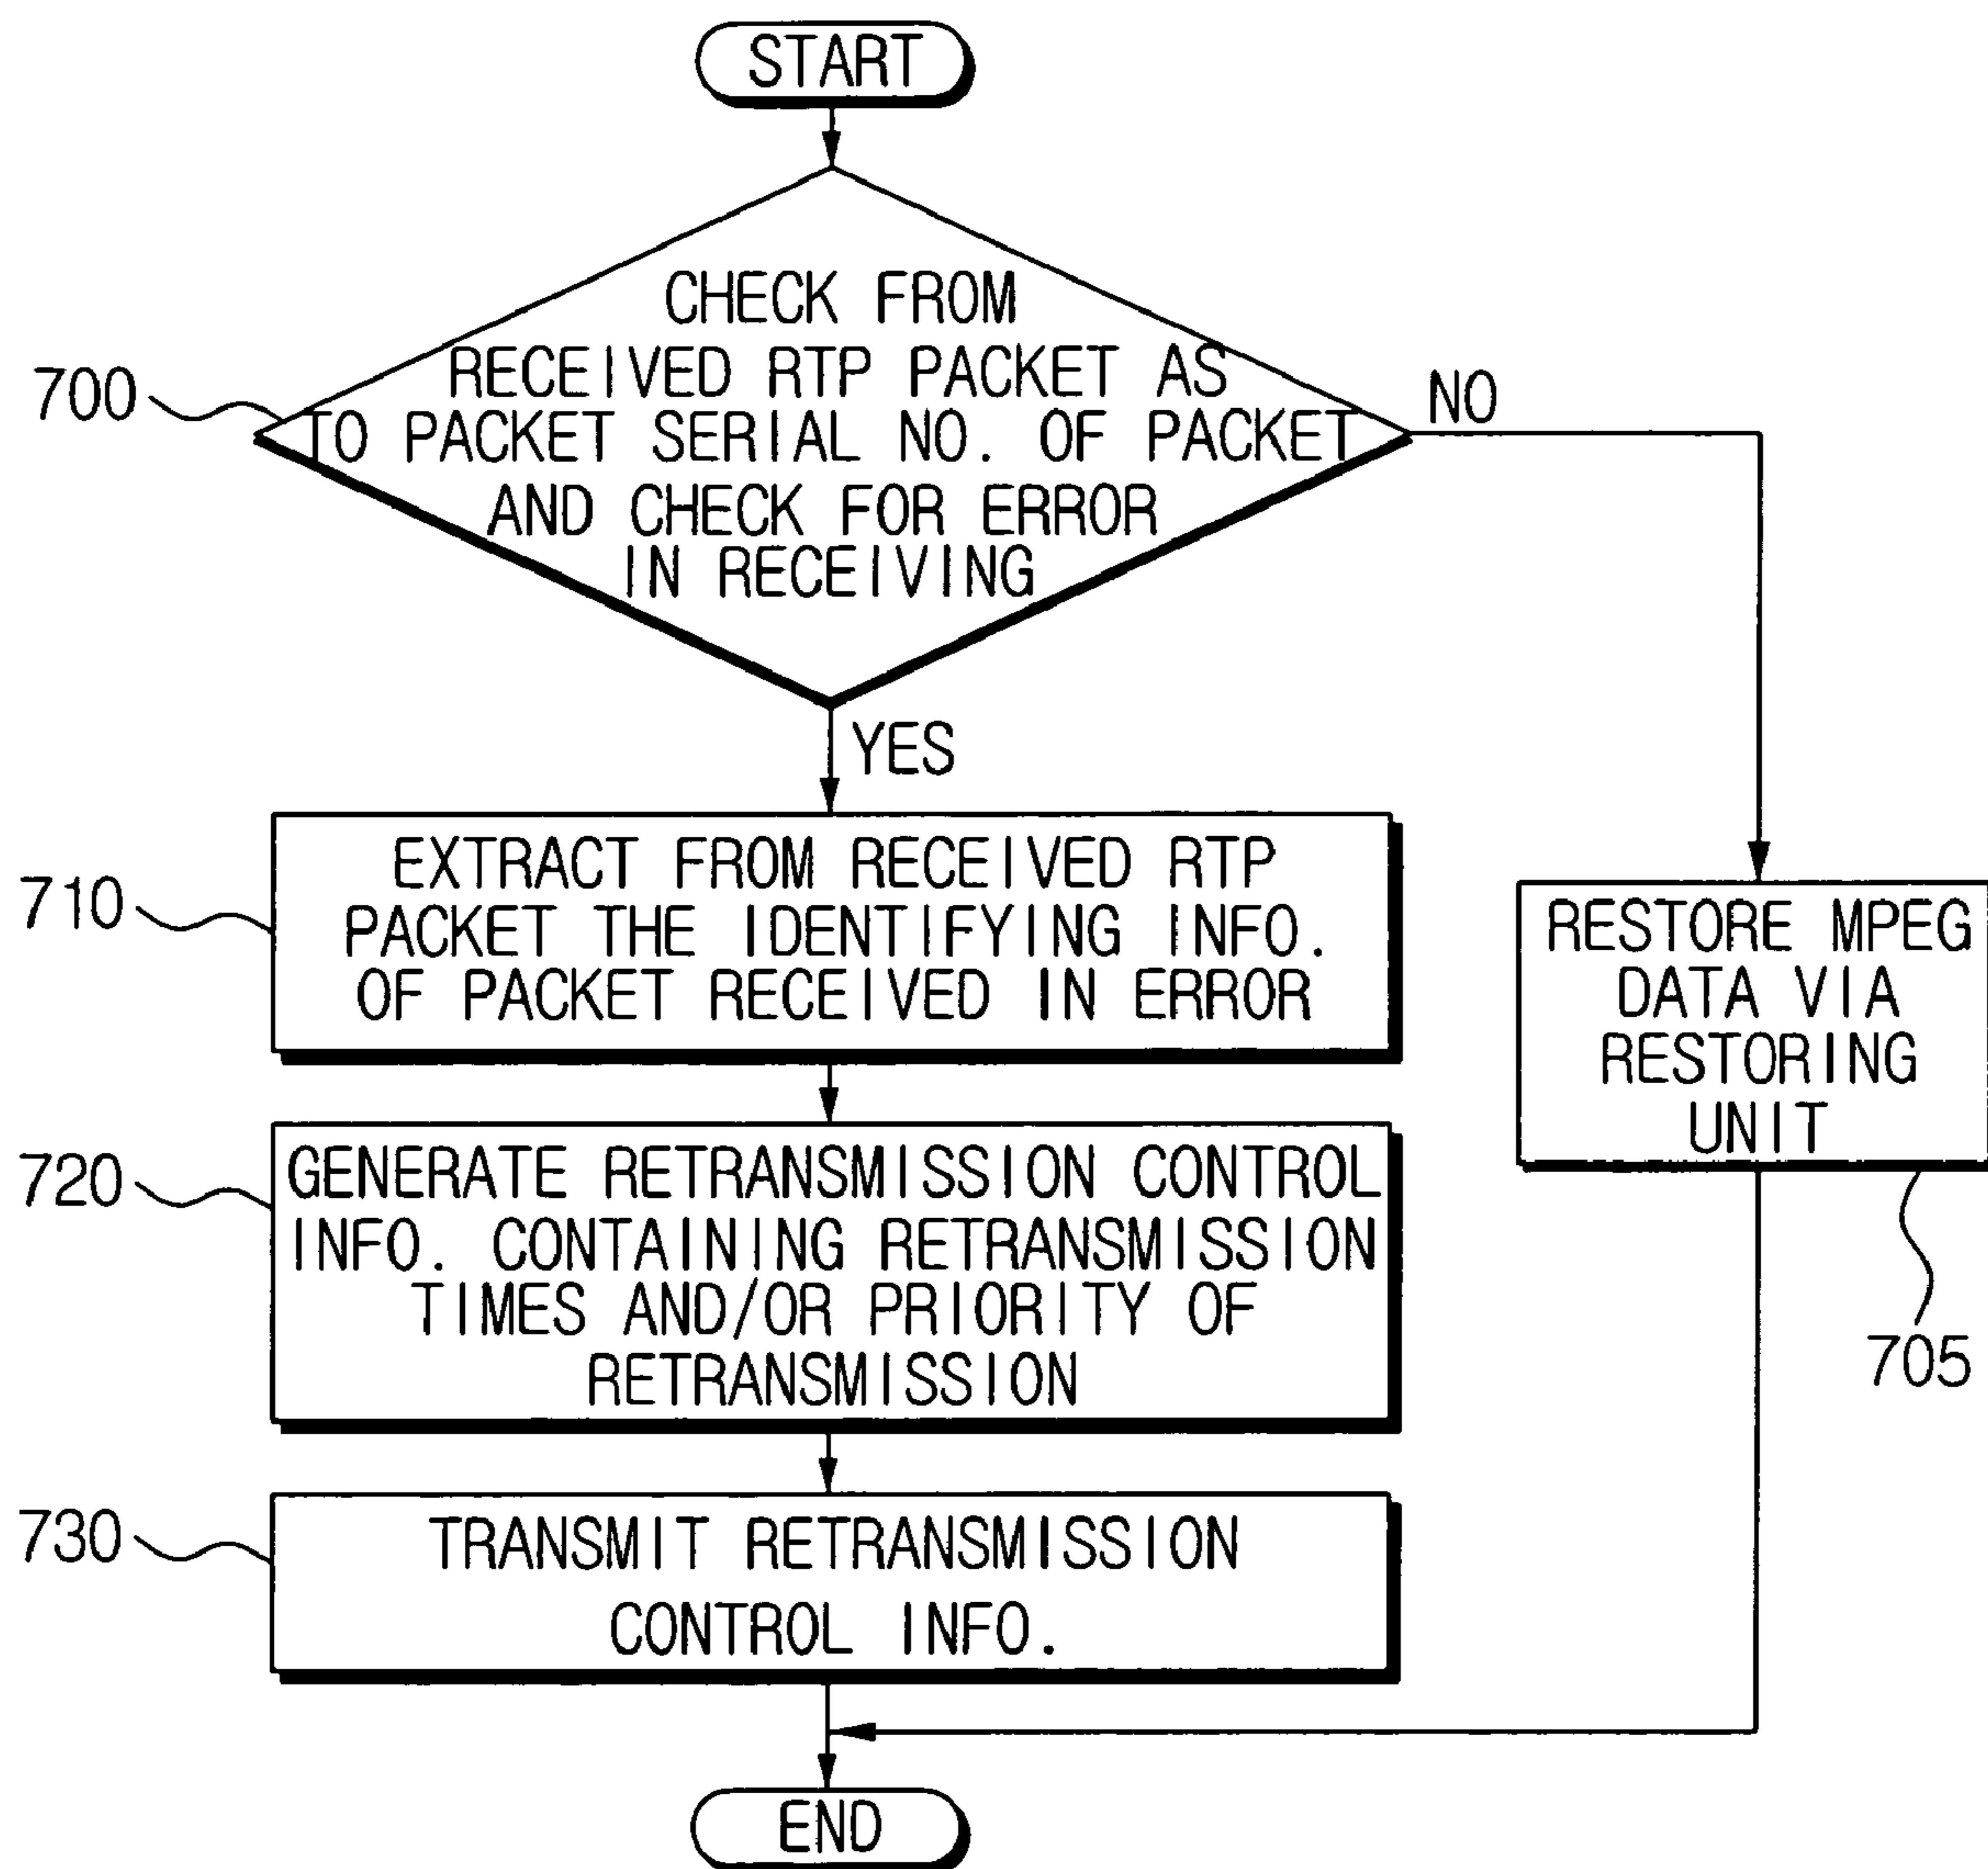 START
CHECK FROM
RECEIVED RTP PACKET AS
TO PACKET SERIAL NO. OF PACKET
AND CHECK FOR ERROR
IN RECEIVING
700
NO
YES
EXTRACT FROM RECEIVED RTP
PACKET THE IDENTIFYING INFO.
OF PACKET RECEIVED IN ERROR
710
RESTORE MPEG
DATA VIA
RESTORING
UNIT
705
GENERATE RETRANSMISSION CONTROL
INFO. CONTAINING RETRANSMISSION
TIMES AND/OR PRIORITY OF
RETRANSMISSION
720
TRANSMIT RETRANSMISSION
CONTROL INFO.
730
END